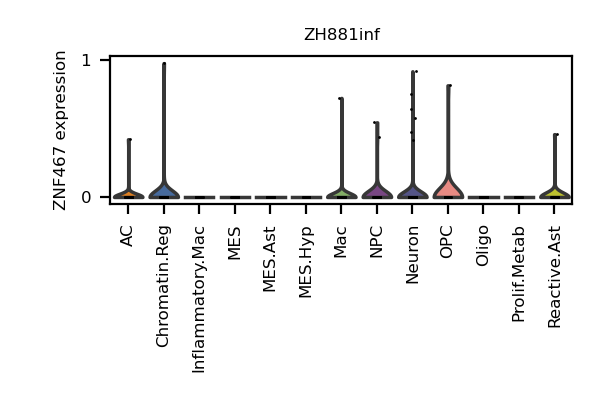 ZH881inf
ZNF467 expression
1
0
AC
Chromatin.Reg
Inflammatory.Mac
MES
MES.Ast
MES.Hyp
Mac
NPC
Neuron
OPC
Oligo
Prolif.Metab
Reactive.Ast